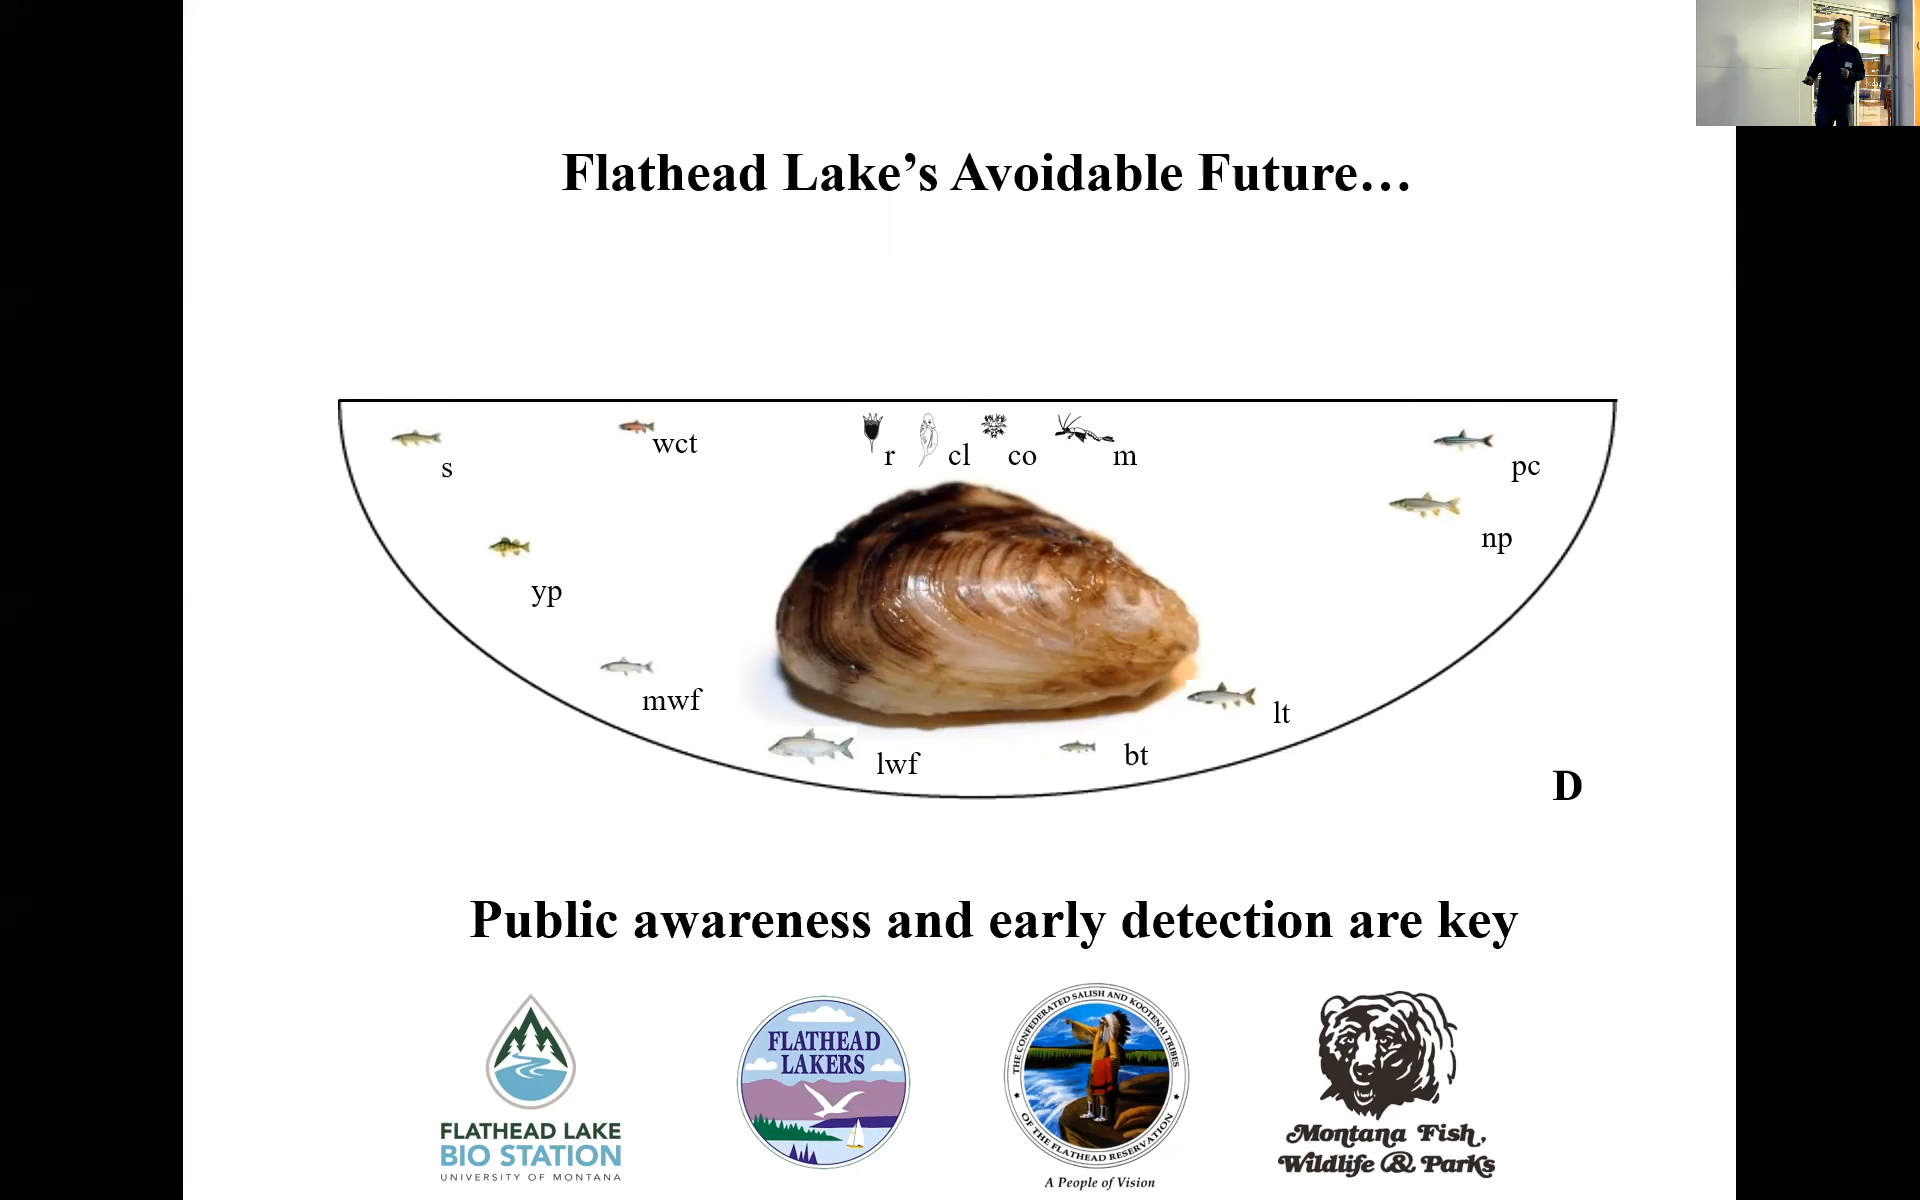 Flathead Lake’s Avoidable Future…
s
wct
r
cl
co
m
pc
np
yp
mwf
lwf
bt
lt
D
Public awareness and early detection are key
FLATHEAD LAKE
BIO STATION
UNIVERSITY OF MONTANA
FLATHEAD
LAKERS
THE CONFEDERATED SALISH AND KOOTENAI TRIBES
OF THE FLATHEAD RESERVATION
A People of Vision
Montana Fish,
Wildlife & Parks